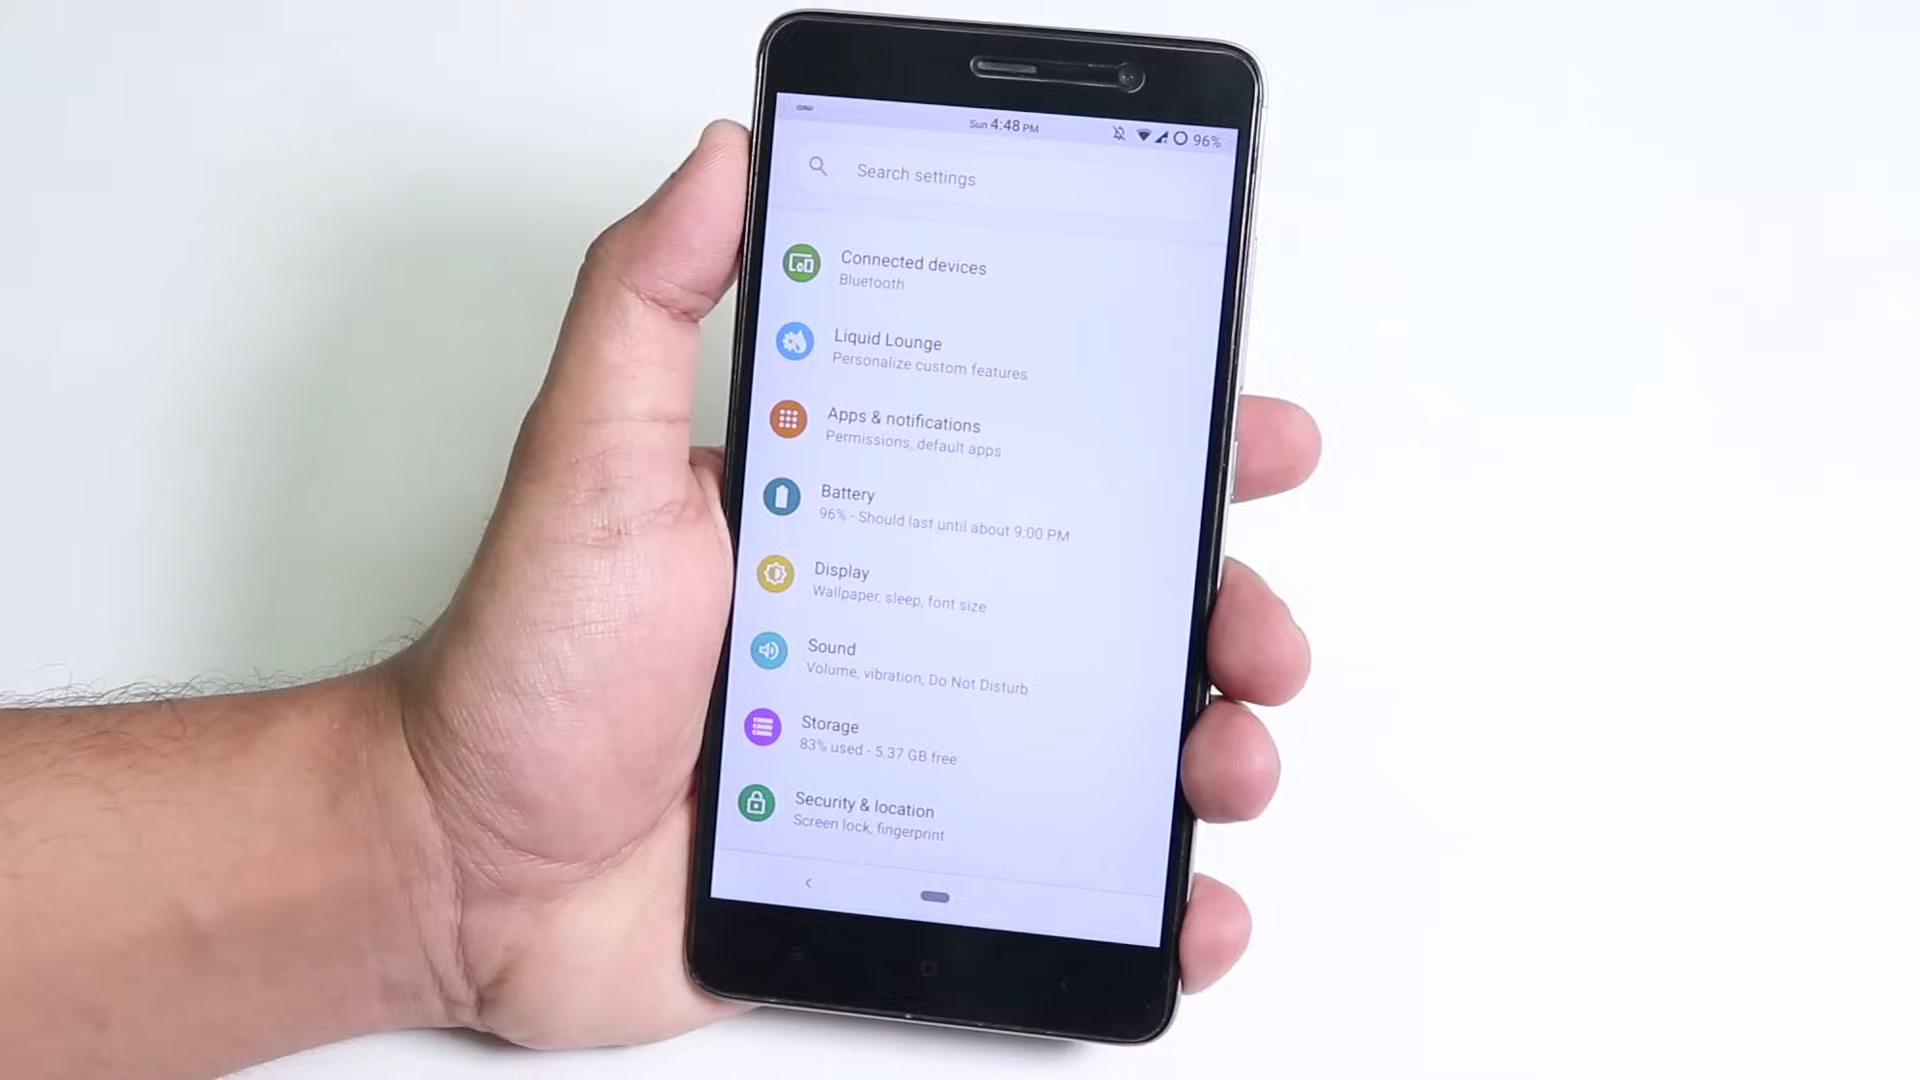 Sun 4:48 PM
96%
Search settings
Connected devices
Bluetooth
Liquid Lounge
Personalize custom features
Apps & notifications
Permissions, default apps
Battery
96% - Should last until about 9:00 PM
Display
Wallpaper, sleep, font size
Sound
Volume, vibration, Do Not Disturb
Storage
83% used - 5.37 GB free
Security & location
Screen lock, fingerprint